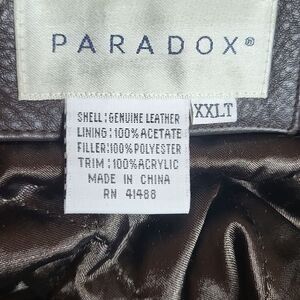 PARADOX®
XXLT
SHELL:GENUINE LEATHER
LINING:100%ACETATE
FILLER:100%POLYESTER
TRIM:100%ACRYLIC
MADE IN CHINA
RN 41488